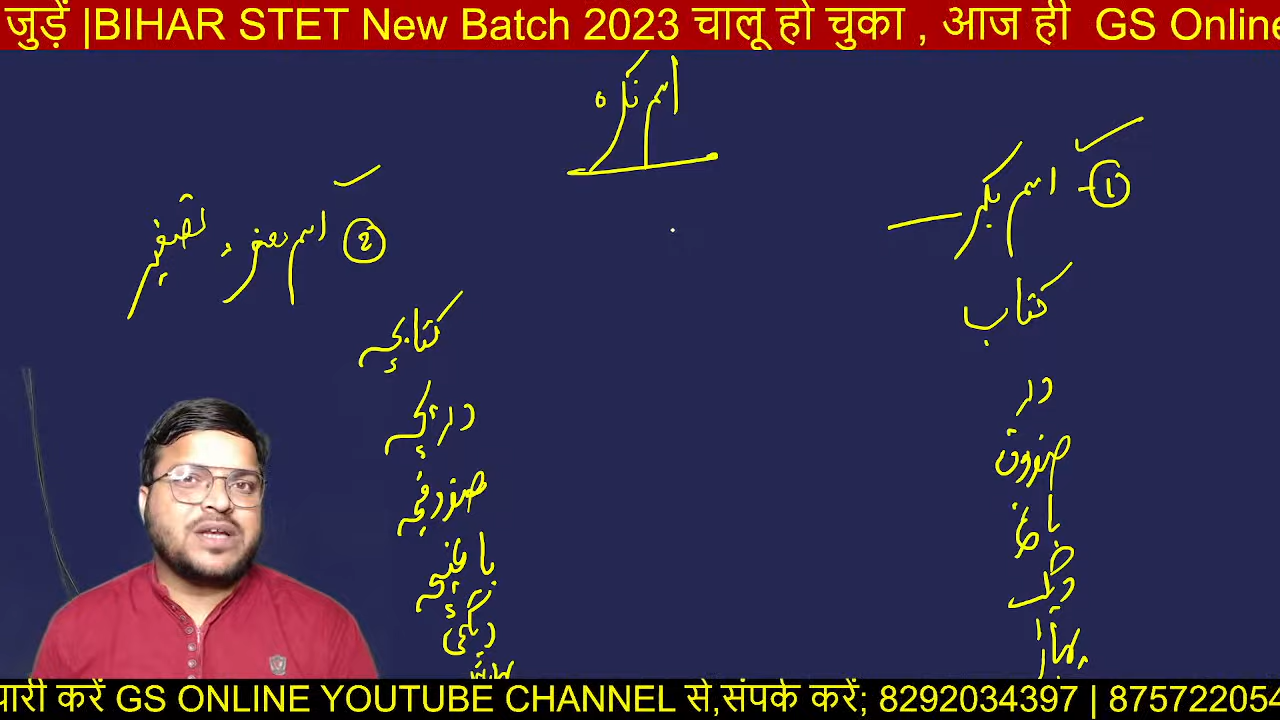 जुड़ें |BIHAR STET New Batch 2023 चालू हो चुका , आज ही GS Online
اسم نکرہ
① اسم مکبر
② اسم مصغر، تصغیر
کتاب
کتابچہ
در
دریچہ
صندوق
صندوقچہ
باغ
باغیچہ
دیگ
دیگچی
پہاڑ
यारी करें GS ONLINE YOUTUBE CHANNEL से,संपर्क करें; 8292034397 | 875722054